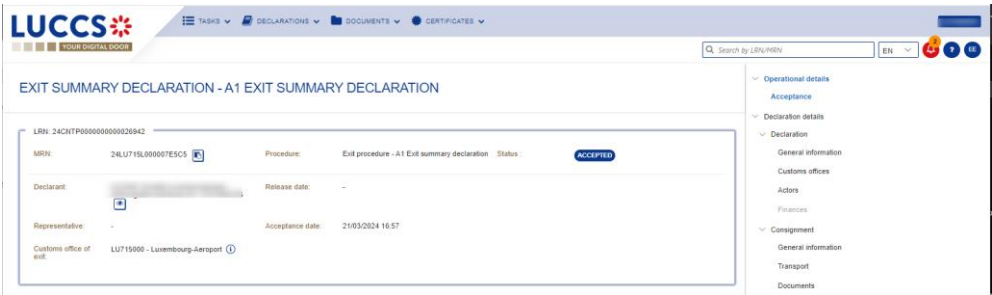 LUCCS
YOUR DIGITAL DOOR
TASKS DECLARATIONS DOCUMENTS CERTIFICATES
Search by LRN/MRN EN 2 ? EE
EXIT SUMMARY DECLARATION - A1 EXIT SUMMARY DECLARATION
LRN: 24CNTP0000000000026942
MRN: 24LU715L000007E5C5 Procedure: Exit procedure - A1 Exit summary declaration Status : ACCEPTED
Declarant: Release date: -
Representative: - Acceptance date: 21/03/2024 16:57
Customs office of exit: LU715000 - Luxembourg-Aeroport
Operational details
Acceptance
Declaration details
Declaration
General information
Customs offices
Actors
Finances
Consignment
General information
Transport
Documents